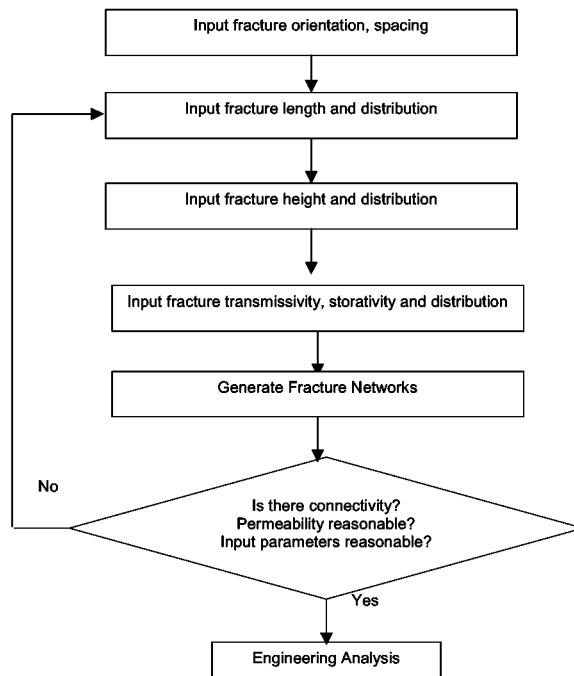 Input fracture orientation, spacing
Input fracture length and distribution
Input fracture height and distribution
Input fracture transmissivity, storativity and distribution
Generate Fracture Networks
No
Is there connectivity?
Permeability reasonable?
Input parameters reasonable?
Yes
Engineering Analysis